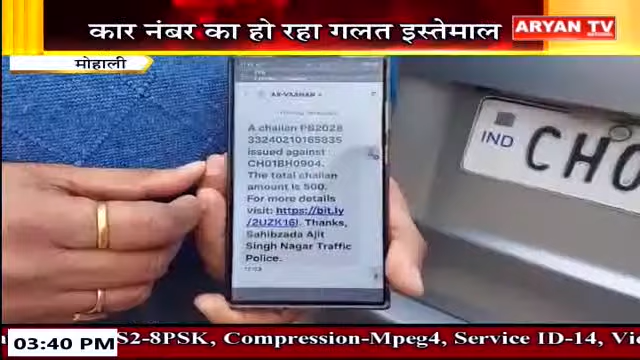 कार नंबर का हो रहा गलत इस्तेमाल
ARYAN TV
मोहाली
AX-VAAHAN
A challan PB2028
33240210165835
issued against
CH01BH0904.
The total challan
amount is 500.
For more details
visit: https://bit.ly
/2UZK16I. Thanks,
Sahibzada Ajit
Singh Nagar Traffic
Police.
IND CH0
03:40 PM
S2-8PSK, Compression-Mpeg4, Service ID-14, Vi